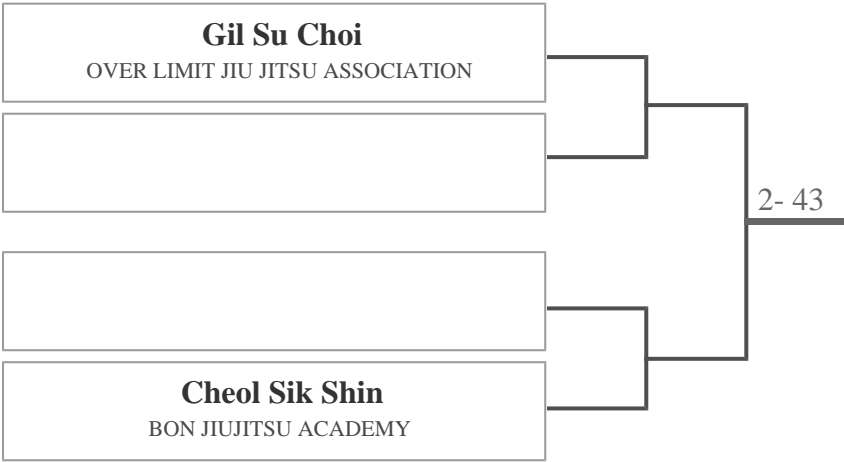 Gil Su Choi
OVER LIMIT JIU JITSU ASSOCIATION
2- 43
Cheol Sik Shin
BON JIUJITSU ACADEMY